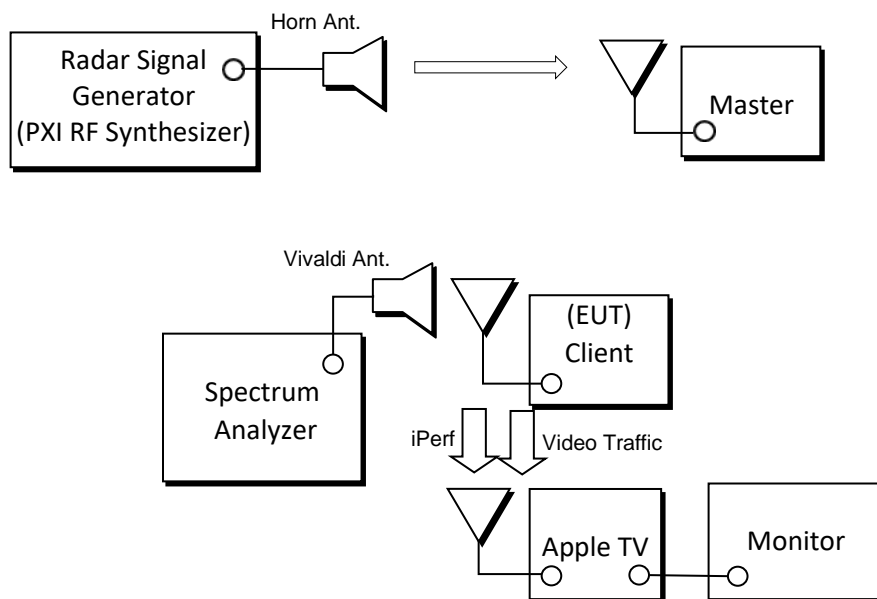 Horn Ant.
Radar Signal
Generator
(PXI RF Synthesizer)
Master
Vivaldi Ant.
(EUT)
Client
Spectrum
Analyzer
iPerf
Video Traffic
Apple TV
Monitor